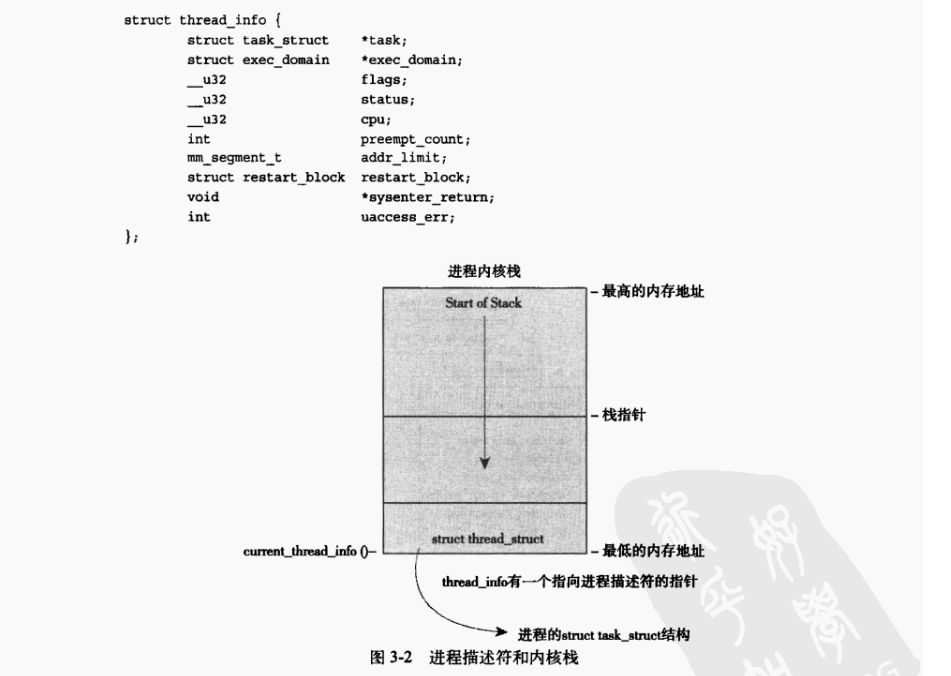 struct thread_info {
struct task_struct *task;
struct exec_domain *exec_domain;
__u32 flags;
__u32 status;
__u32 cpu;
int preempt_count;
mm_segment_t addr_limit;
struct restart_block restart_block;
void *sysenter_return;
int uaccess_err;
};
进程内核栈
最高的内存地址
Start of Stack
栈指针
struct thread_struct
current_thread_info ()
最低的内存地址
thread_info有一个指向进程描述符的指针
进程的struct task_struct结构
图 3-2 进程描述符和内核栈